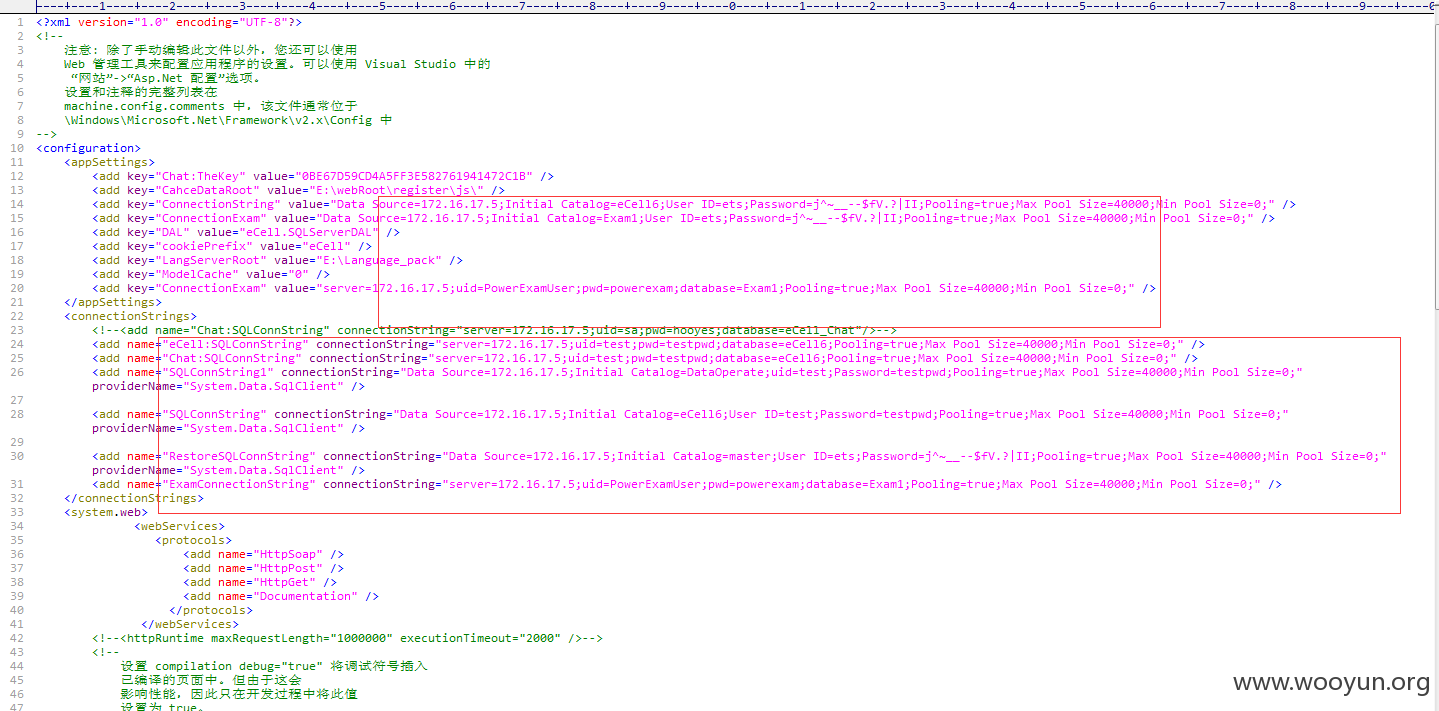 ----+----1----+----2----+----3----+----4----+----5----+----6----+----7----+----8----+----9----+----0----+----1----+----2----+----3----+----4----+----5----+----6----+----7----+----8----+----9----+----0
1 <?xml version="1.0" encoding="UTF-8"?>
2 <!--
3 注意: 除了手动编辑此文件以外，您还可以使用
4 Web 管理工具来配置应用程序的设置。可以使用 Visual Studio 中的
5 “网站”->“Asp.Net 配置”选项。
6 设置和注释的完整列表在
7 machine.config.comments 中，该文件通常位于
8 \Windows\Microsoft.Net\Framework\v2.x\Config 中
9 -->
10 <configuration>
11 <appSettings>
12 <add key="Chat:TheKey" value="0BE67D59CD4A5FF3E582761941472C1B" />
13 <add key="CahceDataRoot" value="E:\webRoot\register\js\" />
14 <add key="ConnectionString" value="Data Source=172.16.17.5;Initial Catalog=eCell6;User ID=ets;Password=j^~__--$fV.?|II;Pooling=true;Max Pool Size=40000;Min Pool Size=0;" />
15 <add key="ConnectionExam" value="Data Source=172.16.17.5;Initial Catalog=Exam1;User ID=ets;Password=j^~__--$fV.?|II;Pooling=true;Max Pool Size=40000;Min Pool Size=0;" />
16 <add key="DAL" value="eCell.SQLServerDAL" />
17 <add key="cookiePrefix" value="eCell" />
18 <add key="LangServerRoot" value="E:\Language_pack" />
19 <add key="ModelCache" value="0" />
20 <add key="ConnectionExam" value="server=172.16.17.5;uid=PowerExamUser;pwd=powerexam;database=Exam1;Pooling=true;Max Pool Size=40000;Min Pool Size=0;" />
21 </appSettings>
22 <connectionStrings>
23 <!--<add name="Chat:SQLConnString" connectionString="server=172.16.17.5;uid=sa;pwd=hooyes;database=eCell_Chat"/>-->
24 <add name="eCell:SQLConnString" connectionString="server=172.16.17.5;uid=test;pwd=testpwd;database=eCell6;Pooling=true;Max Pool Size=40000;Min Pool Size=0;" />
25 <add name="Chat:SQLConnString" connectionString="server=172.16.17.5;uid=test;pwd=testpwd;database=eCell6;Pooling=true;Max Pool Size=40000;Min Pool Size=0;" />
26 <add name="SQLConnString1" connectionString="Data Source=172.16.17.5;Initial Catalog=DataOperate;uid=test;Password=testpwd;Pooling=true;Max Pool Size=40000;Min Pool Size=0;"
providerName="System.Data.SqlClient" />
27
28 <add name="SQLConnString" connectionString="Data Source=172.16.17.5;Initial Catalog=eCell6;User ID=test;Password=testpwd;Pooling=true;Max Pool Size=40000;Min Pool Size=0;"
providerName="System.Data.SqlClient" />
29
30 <add name="RestoreSQLConnString" connectionString="Data Source=172.16.17.5;Initial Catalog=master;User ID=ets;Password=j^~__--$fV.?|II;Pooling=true;Max Pool Size=40000;Min Pool Size=0;"
providerName="System.Data.SqlClient" />
31 <add name="ExamConnectionString" connectionString="server=172.16.17.5;uid=PowerExamUser;pwd=powerexam;database=Exam1;Pooling=true;Max Pool Size=40000;Min Pool Size=0;" />
32 </connectionStrings>
33 <system.web>
34 <webServices>
35 <protocols>
36 <add name="HttpSoap" />
37 <add name="HttpPost" />
38 <add name="HttpGet" />
39 <add name="Documentation" />
40 </protocols>
41 </webServices>
42 <!--<httpRuntime maxRequestLength="1000000" executionTimeout="2000" />-->
43 <!--
44 设置 compilation debug="true" 将调试符号插入
45 已编译的页面中。但由于这会
46 影响性能，因此只在开发过程中将此值
47 设置为 true。
www.wooyun.org